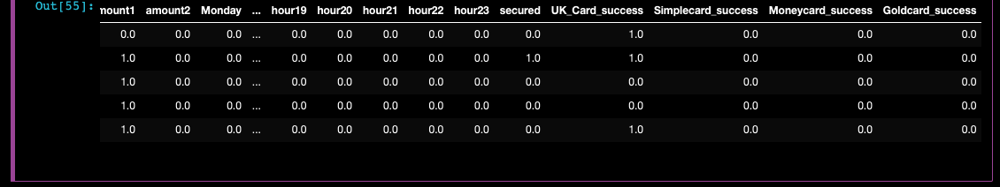 Out[55]:
mount1 amount2 Monday ... hour19 hour20 hour21 hour22 hour23 secured UK_Card_success Simplecard_success Moneycard_success Goldcard_success
0.0 0.0 0.0 ... 0.0 0.0 0.0 0.0 0.0 0.0 1.0 0.0 0.0 0.0
1.0 0.0 0.0 ... 0.0 0.0 0.0 0.0 0.0 1.0 1.0 0.0 0.0 0.0
1.0 0.0 0.0 ... 0.0 0.0 0.0 0.0 0.0 0.0 0.0 0.0 0.0 0.0
1.0 0.0 0.0 ... 0.0 0.0 0.0 0.0 0.0 0.0 0.0 0.0 0.0 0.0
1.0 0.0 0.0 ... 0.0 0.0 0.0 0.0 0.0 0.0 1.0 0.0 0.0 0.0